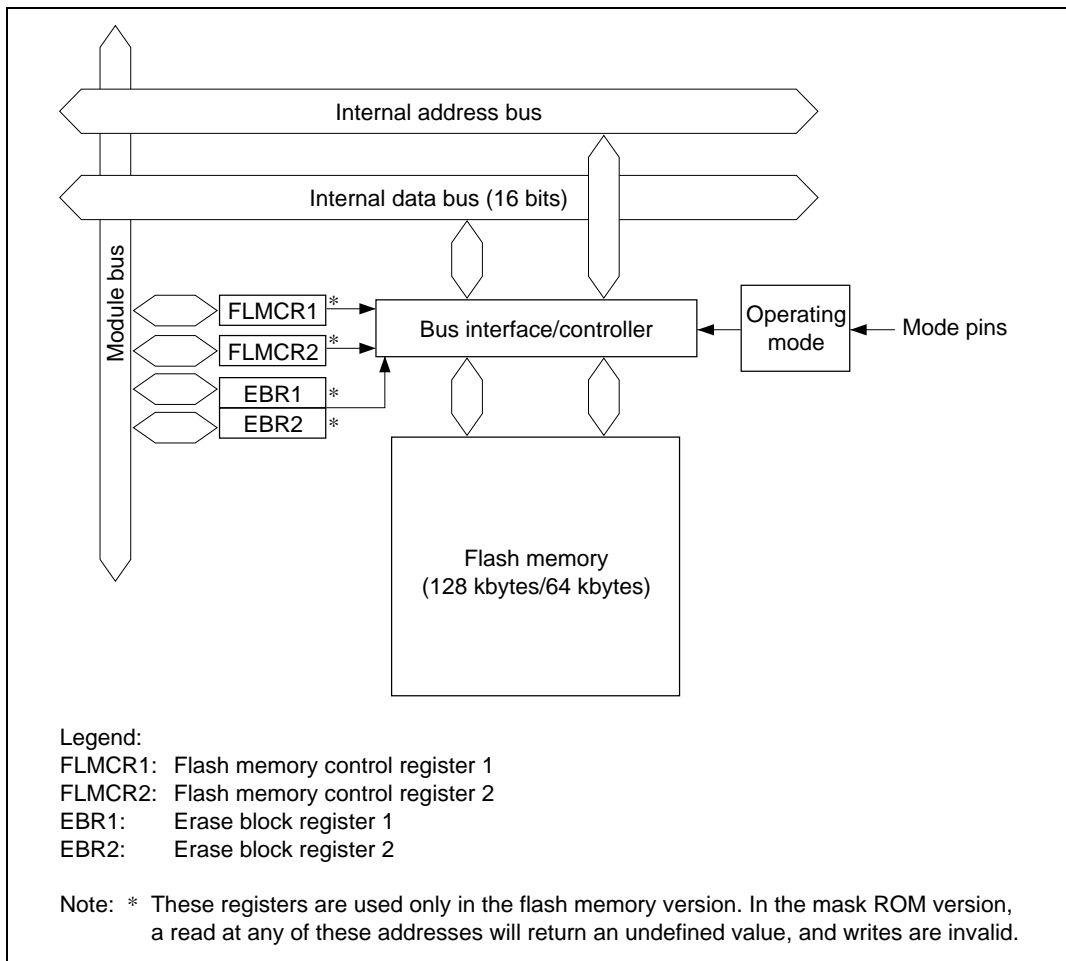 Internal address bus
Internal data bus (16 bits)
Module bus
FLMCR1 *
FLMCR2 *
EBR1 *
EBR2 *
Bus interface/controller
Operating
mode
Mode pins
Flash memory
(128 kbytes/64 kbytes)
Legend:
FLMCR1: Flash memory control register 1
FLMCR2: Flash memory control register 2
EBR1: Erase block register 1
EBR2: Erase block register 2
Note: * These registers are used only in the flash memory version. In the mask ROM version,
a read at any of these addresses will return an undefined value, and writes are invalid.